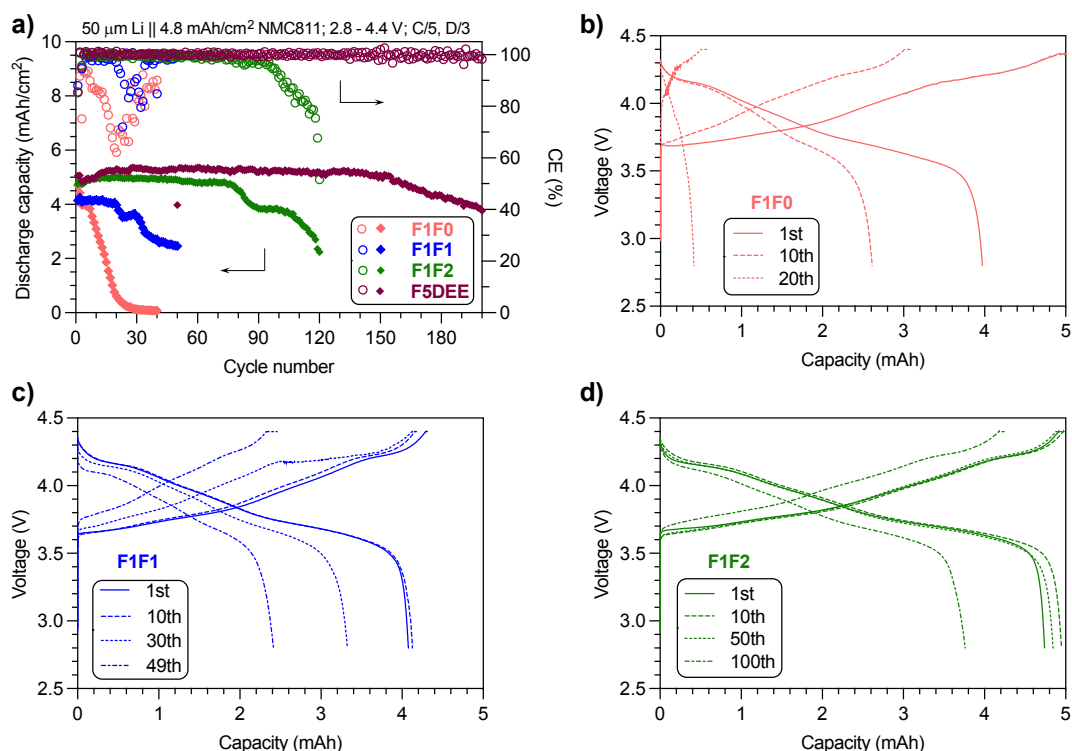 a)
50 μm Li || 4.8 mAh/cm² NMC811; 2.8 - 4.4 V; C/5, D/3
10
8
6
4
2
0
Discharge capacity (mAh/cm²)
100
80
60
40
20
0
CE (%)
F1F0
F1F1
F1F2
F5DEE
0 30 60 90 120 150 180
Cycle number
b)
4.5
4.0
3.5
3.0
2.5
Voltage (V)
F1F0
1st
10th
20th
0 1 2 3 4 5
Capacity (mAh)
c)
4.5
4.0
3.5
3.0
2.5
Voltage (V)
F1F1
1st
10th
30th
49th
0 1 2 3 4 5
Capacity (mAh)
d)
4.5
4.0
3.5
3.0
2.5
Voltage (V)
F1F2
1st
10th
50th
100th
0 1 2 3 4 5
Capacity (mAh)